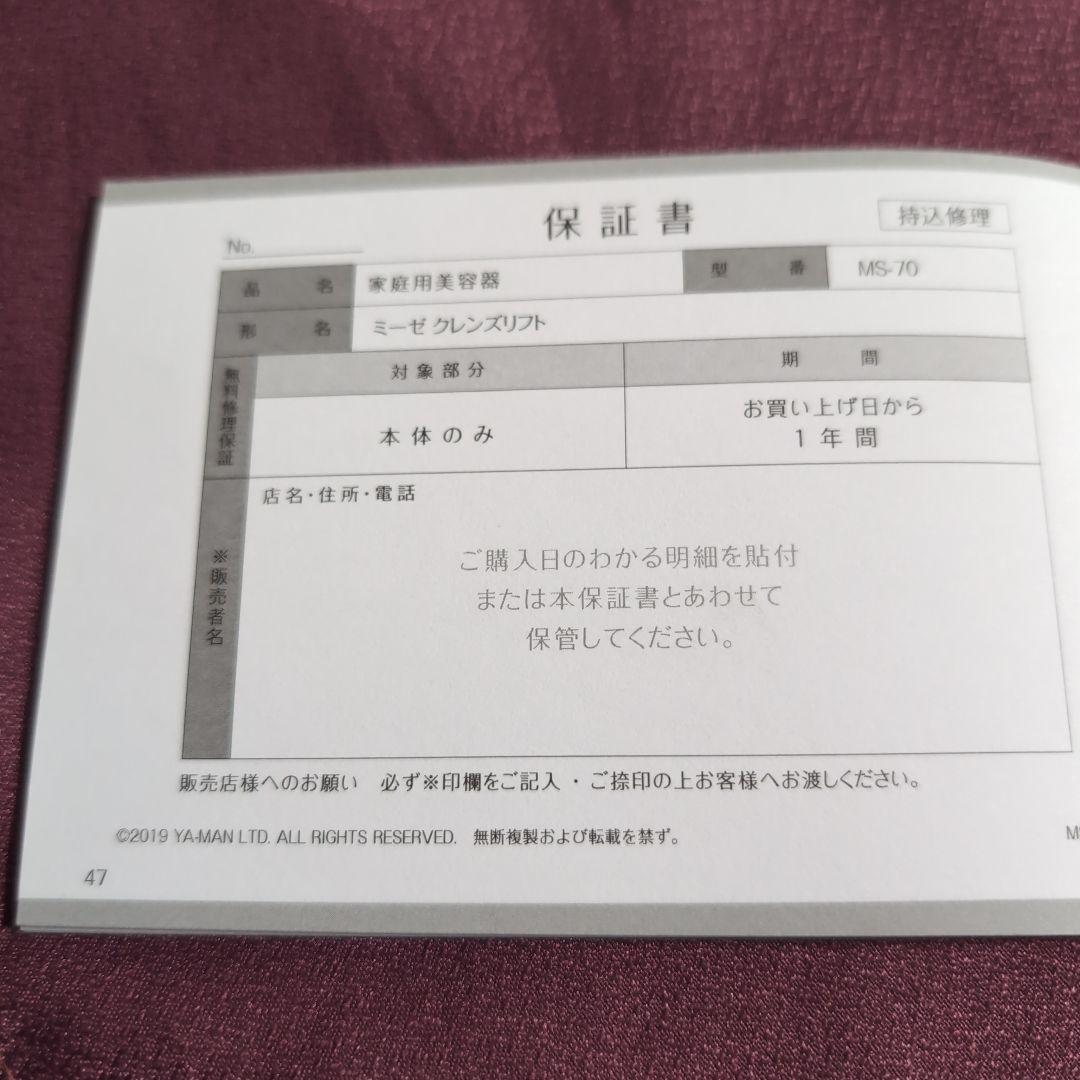 保証書
持込修理
No.
品名 家庭用美容器 型番 MS-70
形名 ミーゼ クレンズリフト
無料修理保証
対象部分 期間
本体のみ
お買い上げ日から
1年間
※販売者名
店名・住所・電話
ご購入日のわかる明細を貼付
または本保証書とあわせて
保管してください。
販売店様へのお願い 必ず※印欄をご記入・ご捺印の上お客様へお渡しください。
©2019 YA-MAN LTD. ALL RIGHTS RESERVED. 無断複製および転載を禁ず。
47